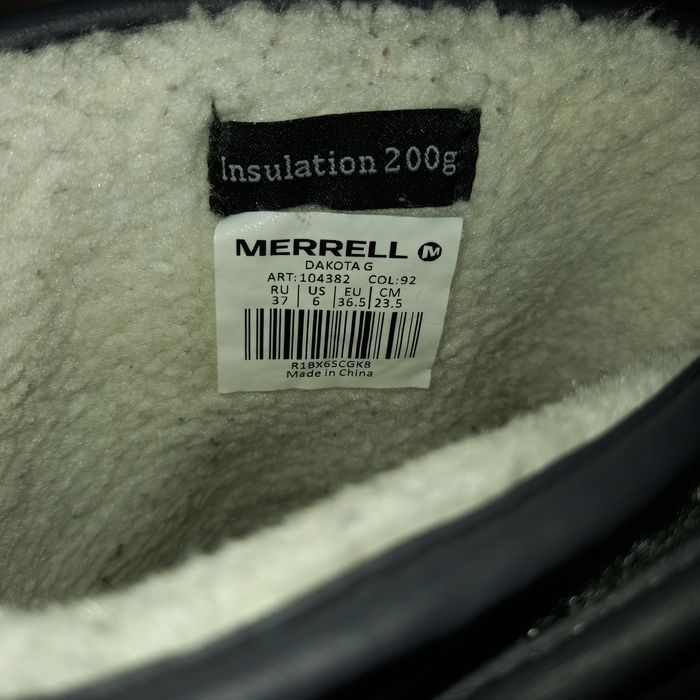 Insulation 200g
MERRELL M
DAKOTA G
ART: 104382 COL: 92
RU | US | EU | CM
37 | 6 | 36.5 | 23.5
R1BX6SCGK8
Made in China